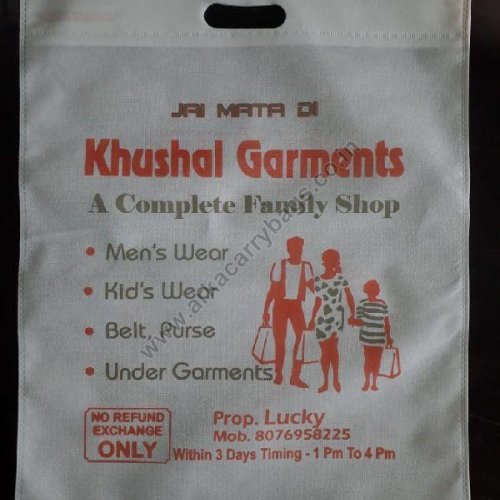 JAI MATA DI
Khushal Garments
A Complete Family Shop
• Men's Wear
• Kid's Wear
• Belt, Purse
• Under Garments
NO REFUND
EXCHANGE
ONLY
Prop. Lucky
Mob. 8076958225
Within 3 Days Timing - 1 Pm To 4 Pm